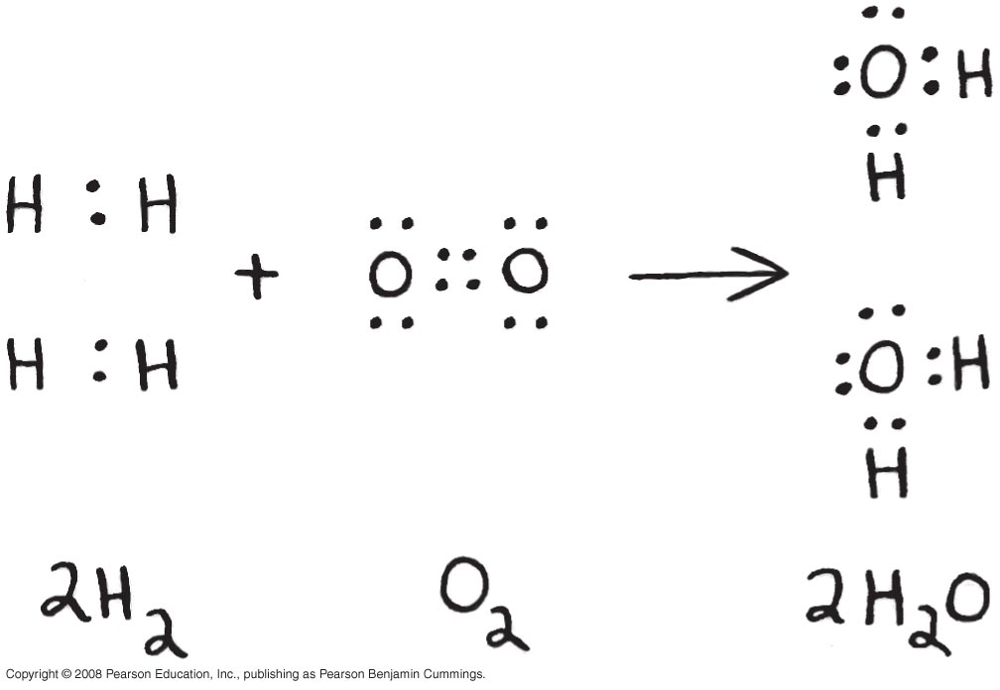 :O:H
H
H : H
+ O::O →
H : H
:O:H
H
2H₂ O₂ 2H₂O
Copyright © 2008 Pearson Education, Inc., publishing as Pearson Benjamin Cummings.